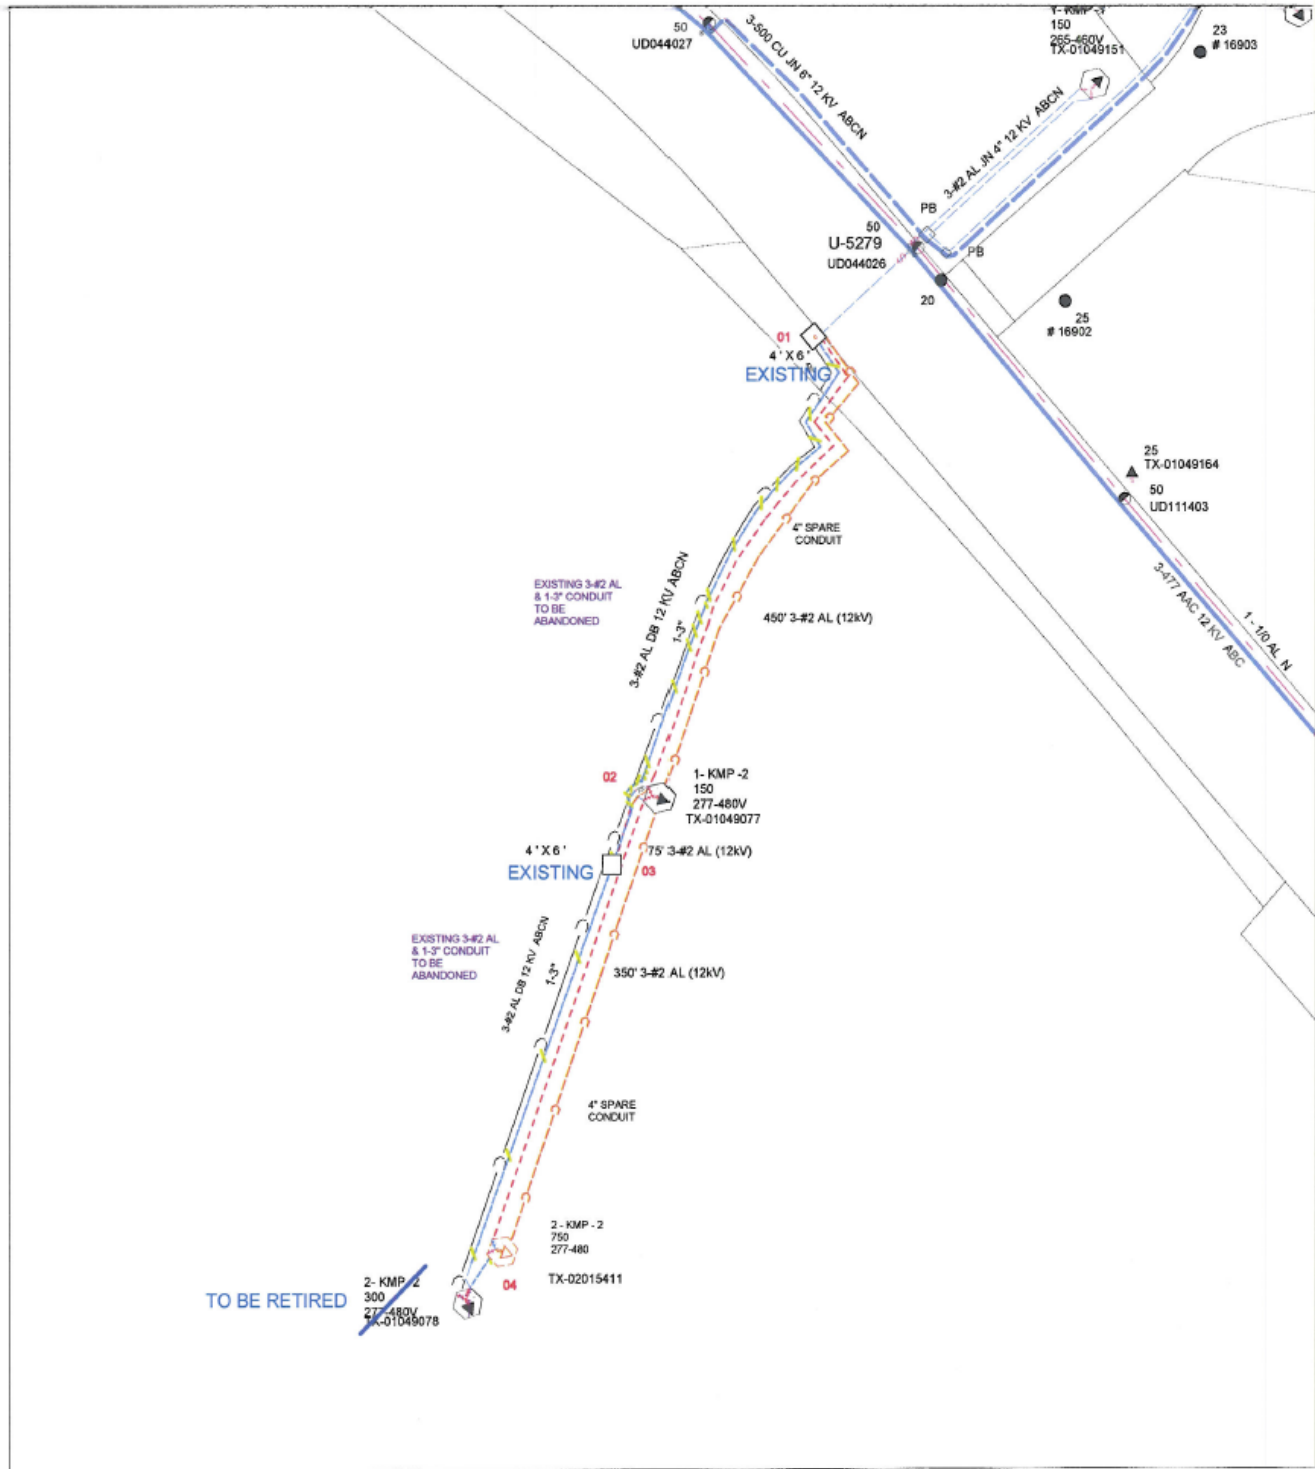 50
UD044027
3-500 CU JN 6" 12 KV ABCN
150
265-460V
TX-01049151
23
# 16903
3-#2 AL JN 4" 12 KV ABCN
PB
50
U-5279
UD044026
PB
20
25
# 16902
01
4 ' X 6 '
EXISTING
25
TX-01049164
50
UD111403
4" SPARE
CONDUIT
EXISTING 3-#2 AL
& 1-3" CONDUIT
TO BE
ABANDONED
3-#2 AL DB 12 KV ABCN
1-3"
450' 3-#2 AL (12kV)
3-477 AAC 12 KV ABC
1 - 1/0 AL N
02
1- KMP -2
150
277-480V
TX-01049077
4 ' X 6 '
EXISTING
75' 3-#2 AL (12kV)
03
EXISTING 3-#2 AL
& 1-3" CONDUIT
TO BE
ABANDONED
3-#2 AL DB 12 KV ABCN
1-3"
350' 3-#2 AL (12kV)
4" SPARE
CONDUIT
2 - KMP - 2
750
277-480
TX-02015411
04
TO BE RETIRED
2- KMP -2
300
277-480V
TX-01049078